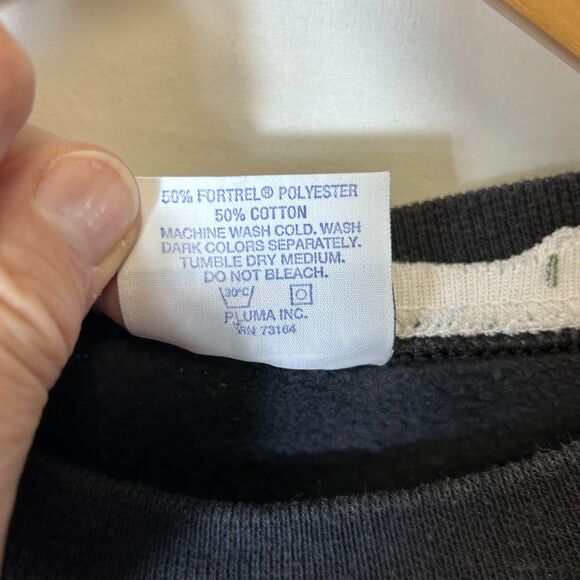 50% FORTREL® POLYESTER
50% COTTON
MACHINE WASH COLD. WASH
DARK COLORS SEPARATELY.
TUMBLE DRY MEDIUM.
DO NOT BLEACH.
30°C
PLUMA INC.
RN 73164